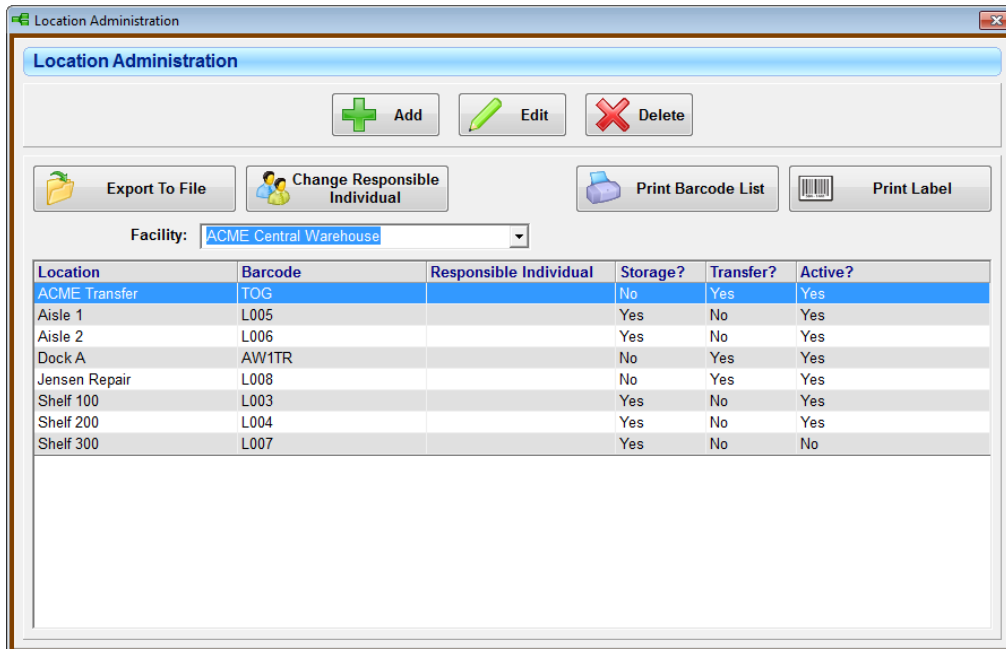 Location Administration
Location Administration
Add Edit Delete
Export To File Change Responsible Individual Print Barcode List Print Label
Facility: ACME Central Warehouse
Location Barcode Responsible Individual Storage? Transfer? Active?
ACME Transfer TOG No Yes Yes
Aisle 1 L005 Yes No Yes
Aisle 2 L006 Yes No Yes
Dock A AW1TR No Yes Yes
Jensen Repair L008 No Yes Yes
Shelf 100 L003 Yes No Yes
Shelf 200 L004 Yes No Yes
Shelf 300 L007 Yes No No